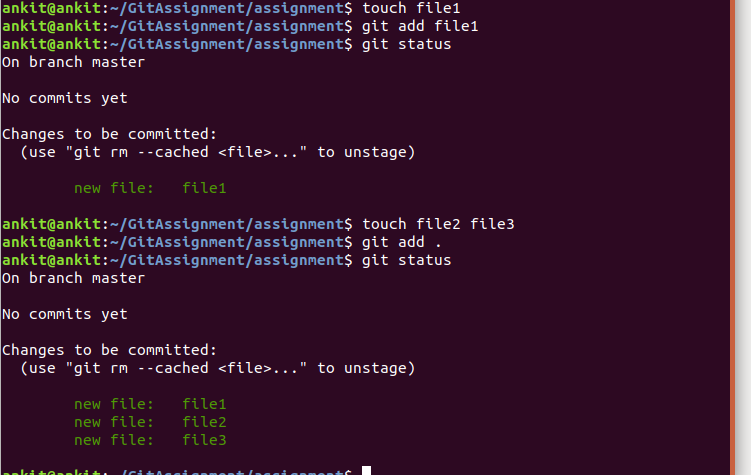 ankit@ankit:~/GitAssignment/assignment$ touch file1
ankit@ankit:~/GitAssignment/assignment$ git add file1
ankit@ankit:~/GitAssignment/assignment$ git status
On branch master
No commits yet
Changes to be committed:
  (use "git rm --cached <file>..." to unstage)
        new file:   file1
ankit@ankit:~/GitAssignment/assignment$ touch file2 file3
ankit@ankit:~/GitAssignment/assignment$ git add .
ankit@ankit:~/GitAssignment/assignment$ git status
On branch master
No commits yet
Changes to be committed:
  (use "git rm --cached <file>..." to unstage)
        new file:   file1
        new file:   file2
        new file:   file3
ankit@ankit:~/GitAssignment/assignment$